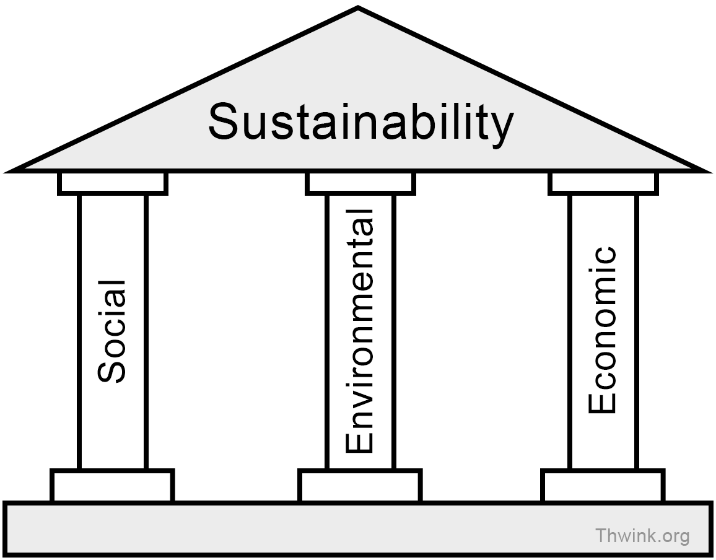 Sustainability
Social
Environmental
Economic
Thwink.org